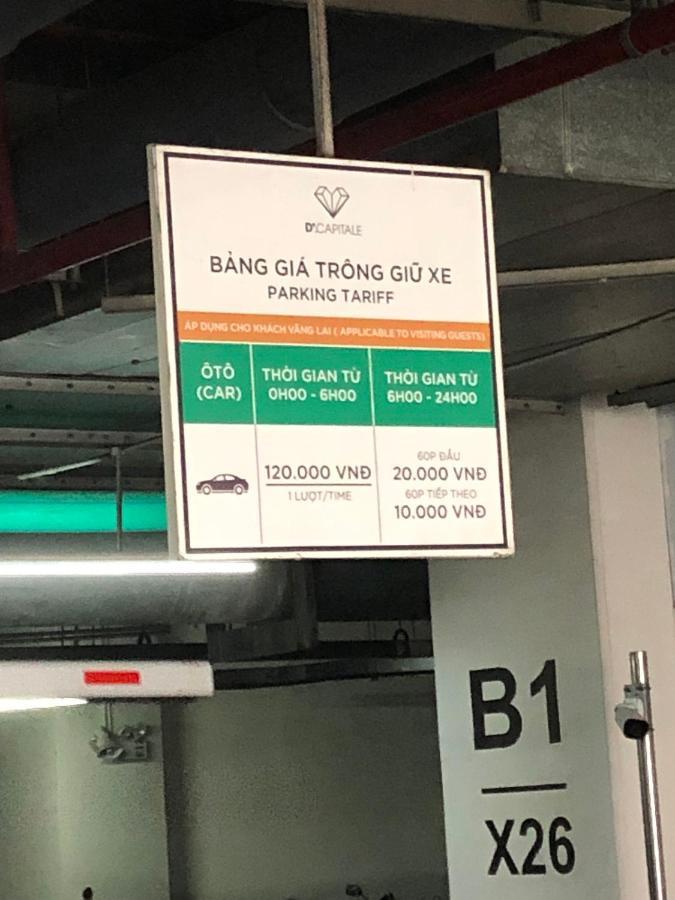 D'.CAPITALE
BẢNG GIÁ TRÔNG GIỮ XE
PARKING TARIFF
ÁP DỤNG CHO KHÁCH VÃNG LAI ( APPLICABLE TO VISITING GUESTS)
ÔTÔ
(CAR)
THỜI GIAN TỪ
0H00 - 6H00
THỜI GIAN TỪ
6H00 - 24H00
120.000 VNĐ
1 LƯỢT/TIME
60P ĐẦU
20.000 VNĐ
60P TIẾP THEO
10.000 VNĐ
B1
X26